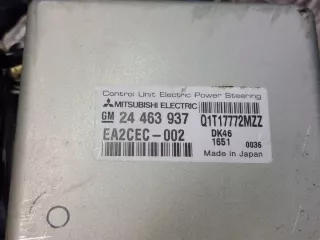 Control Unit Electric Power Steering
MITSUBISHI ELECTRIC
Q1T17772MZZ
GM 24 463 937
DK46
EA2CEC-002
1651 0036
Made in Japan